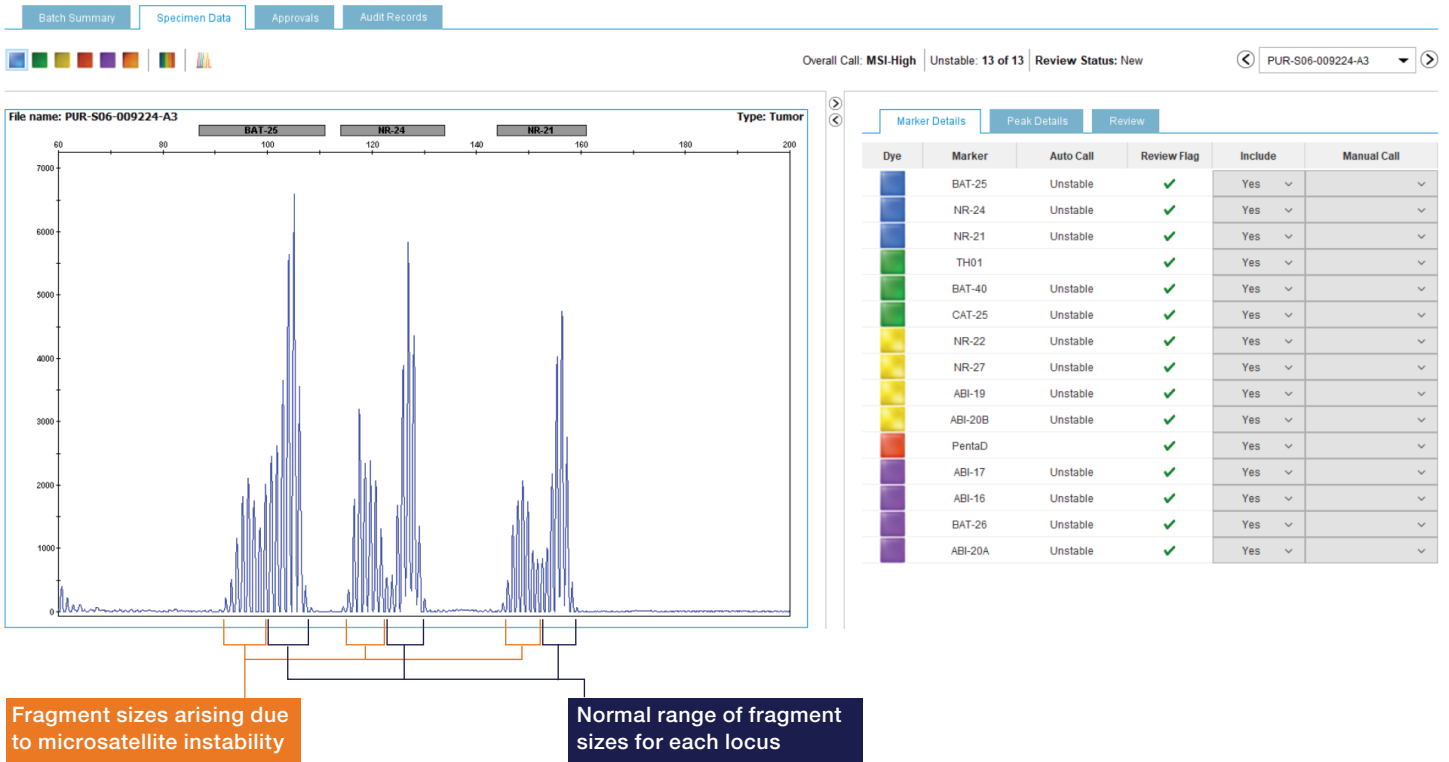 Batch Summary Specimen Data Approvals Audit Records
Overall Call: MSI-High Unstable: 13 of 13 Review Status: New PUR-S06-009224-A3
File name: PUR-S06-009224-A3 Type: Tumor
BAT-25 NR-24 NR-21
60 80 100 120 140 160 180 200
7000
6000
5000
4000
3000
2000
1000
0
Marker Details Peak Details Review
Dye Marker Auto Call Review Flag Include Manual Call
BAT-25 Unstable Yes
NR-24 Unstable Yes
NR-21 Unstable Yes
TH01 Yes
BAT-40 Unstable Yes
CAT-25 Unstable Yes
NR-22 Unstable Yes
NR-27 Unstable Yes
ABI-19 Unstable Yes
ABI-20B Unstable Yes
PentaD Yes
ABI-17 Unstable Yes
ABI-16 Unstable Yes
BAT-26 Unstable Yes
ABI-20A Unstable Yes
Fragment sizes arising due
to microsatellite instability
Normal range of fragment
sizes for each locus